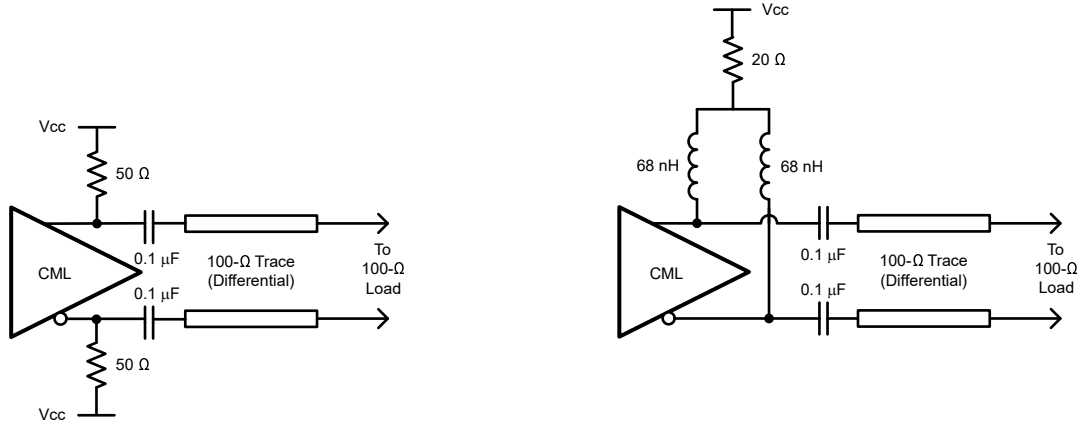 Vcc
50 Ω
CML
0.1 μF
0.1 μF
100-Ω Trace
(Differential)
To
100-Ω
Load
50 Ω
Vcc
Vcc
20 Ω
68 nH
68 nH
CML
0.1 μF
0.1 μF
100-Ω Trace
(Differential)
To
100-Ω
Load